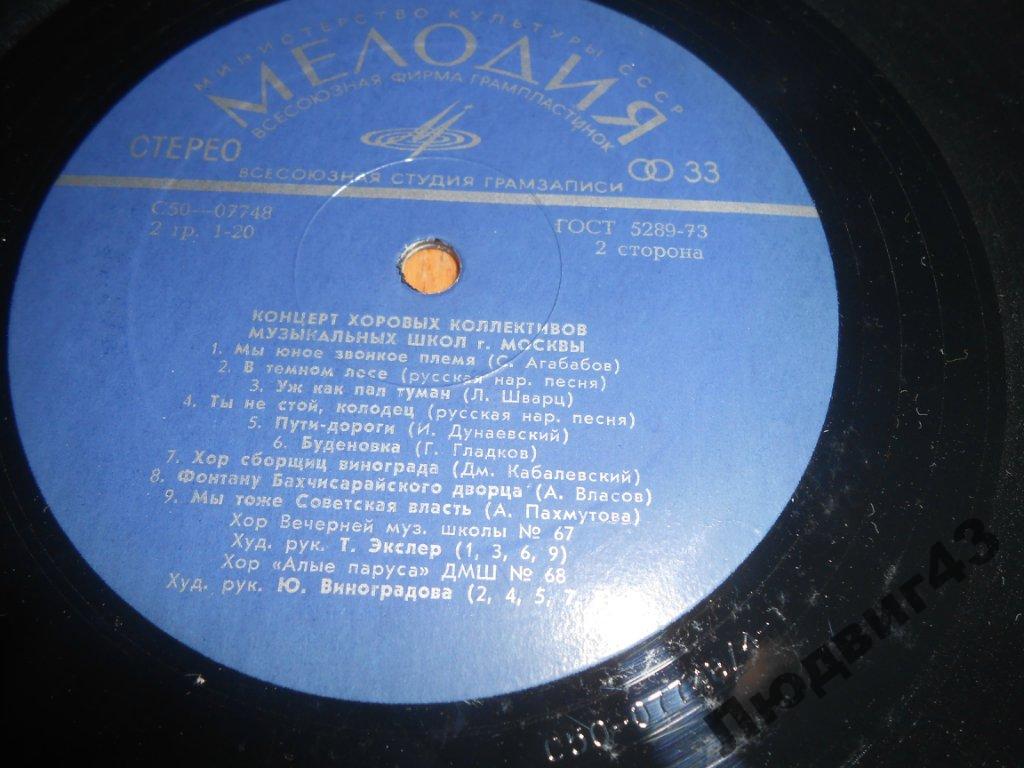 МИНИСТЕРСТВО КУЛЬТУРЫ СССР
МЕЛОДИЯ
ВСЕСОЮЗНАЯ ФИРМА ГРАМПЛАСТИНОК
СТЕРЕО
33
ВСЕСОЮЗНАЯ СТУДИЯ ГРАМЗАПИСИ
С50—07748
ГОСТ 5289-73
2 гр. 1-20
2 сторона
КОНЦЕРТ ХОРОВЫХ КОЛЛЕКТИВОВ
МУЗЫКАЛЬНЫХ ШКОЛ г. МОСКВЫ
1. Мы юное звонкое племя (С. Агабабов)
2. В темном лесе (русская нар. песня)
3. Уж как пал туман (Л. Шварц)
4. Ты не стой, колодец (русская нар. песня)
5. Пути-дороги (И. Дунаевский)
6. Буденовка (Г. Гладков)
7. Хор сборщиц винограда (Дм. Кабалевский)
8. Фонтану Бахчисарайского дворца (А. Власов)
9. Мы тоже Советская власть (А. Пахмутова)
Хор Вечерней муз. школы № 67
Худ. рук. Т. Экслер (1, 3, 6, 9)
Хор «Алые паруса» ДМШ № 68
Худ. рук. Ю. Виноградова (2, 4, 5, 7,
Людвиг43